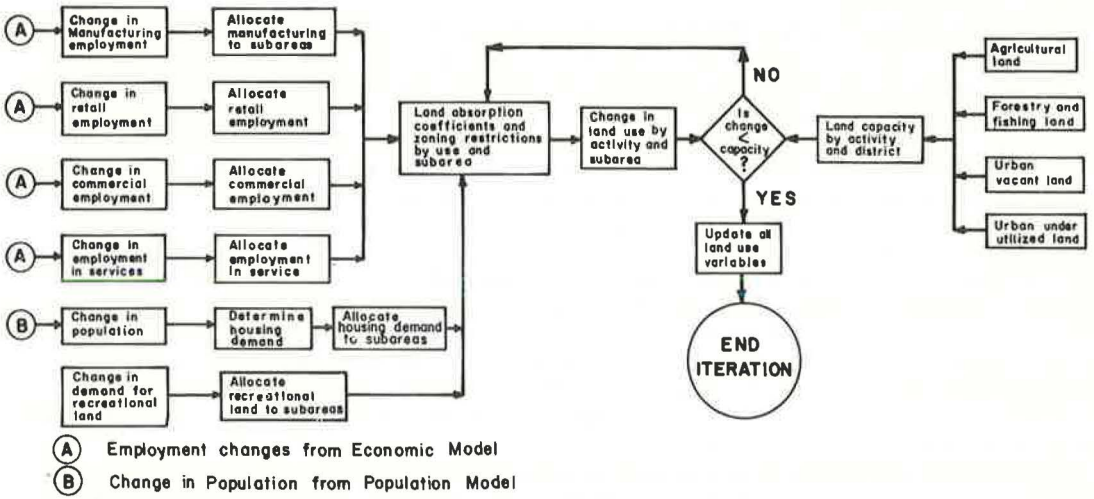 A
Change in
Manufacturing
employment
Allocate
manufacturing
to subareas
A
Change in
retail
employment
Allocate
retail
employment
A
Change in
commercial
employment
Allocate
commercial
employment
A
Change in
employment
in services
Allocate
employment
in service
B
Change in
population
Determine
housing
demand
Allocate
housing demand
to subareas
Change in
demand for
recreational
land
Allocate
recreational
land to subareas
Land absorption
coefficients and
zoning restrictions
by use and
subarea
Change in
land use by
activity and
subarea
NO
Is
change
<
capacity
?
YES
Update all
land use
variables
END
ITERATION
Land capacity
by activity
and district
Agricultural
land
Forestry and
fishing land
Urban
vacant land
Urban under
utilized land
A Employment changes from Economic Model
B Change in Population from Population Model